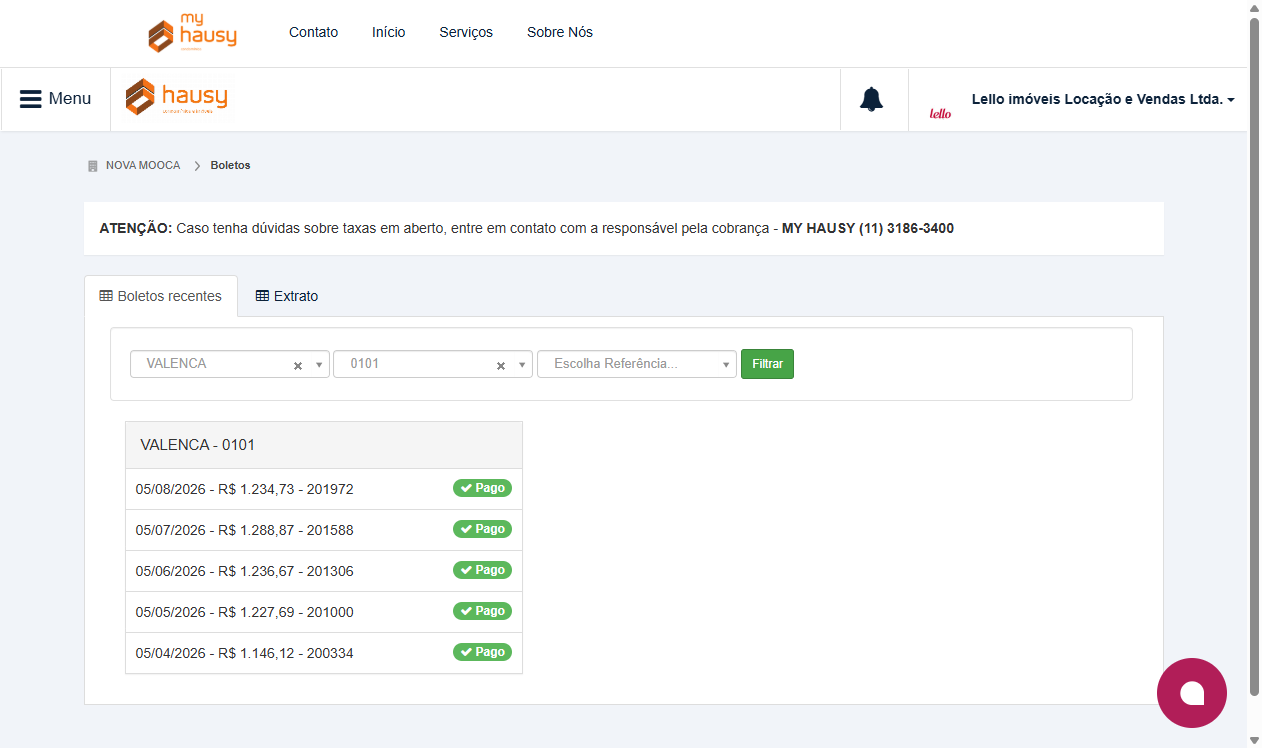 my
hausy
Contato
Início
Serviços
Sobre Nós
Menu
hausy
lello
Lello imóveis Locação e Vendas Ltda.
NOVA MOOCA
Boletos
ATENÇÃO: Caso tenha dúvidas sobre taxas em aberto, entre em contato com a responsável pela cobrança - MY HAUSY (11) 3186-3400
Boletos recentes
Extrato
VALENCA
0101
Escolha Referência...
Filtrar
VALENCA - 0101
05/08/2026 - R$ 1.234,73 - 201972
Pago
05/07/2026 - R$ 1.288,87 - 201588
Pago
05/06/2026 - R$ 1.236,67 - 201306
Pago
05/05/2026 - R$ 1.227,69 - 201000
Pago
05/04/2026 - R$ 1.146,12 - 200334
Pago